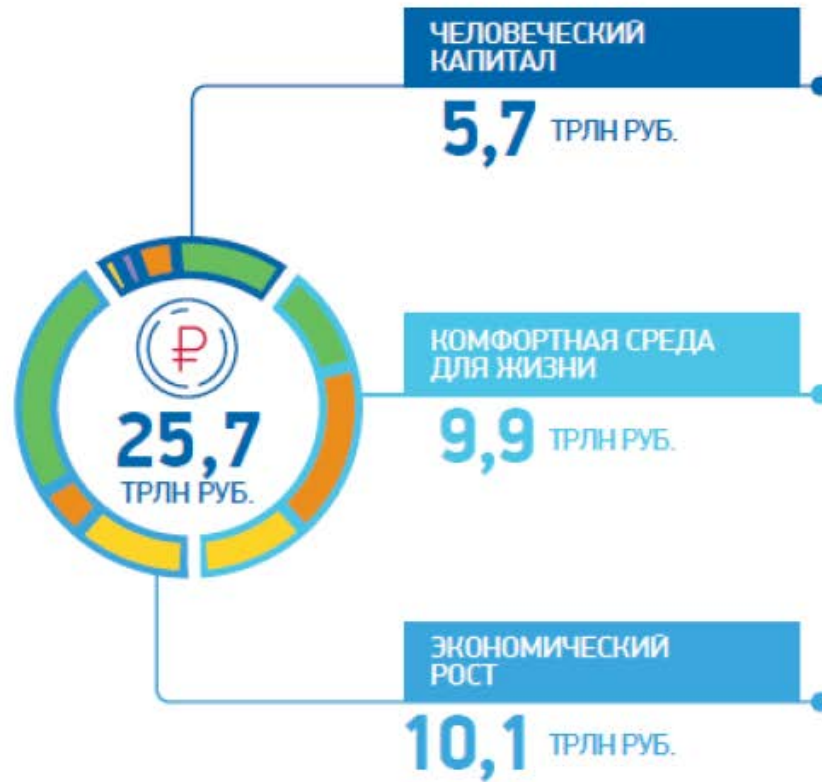 ЧЕЛОВЕЧЕСКИЙ
КАПИТАЛ
5,7 ТРЛН РУБ.
₽
25,7
ТРЛН РУБ.
КОМФОРТНАЯ СРЕДА
ДЛЯ ЖИЗНИ
9,9 ТРЛН РУБ.
ЭКОНОМИЧЕСКИЙ
РОСТ
10,1 ТРЛН РУБ.